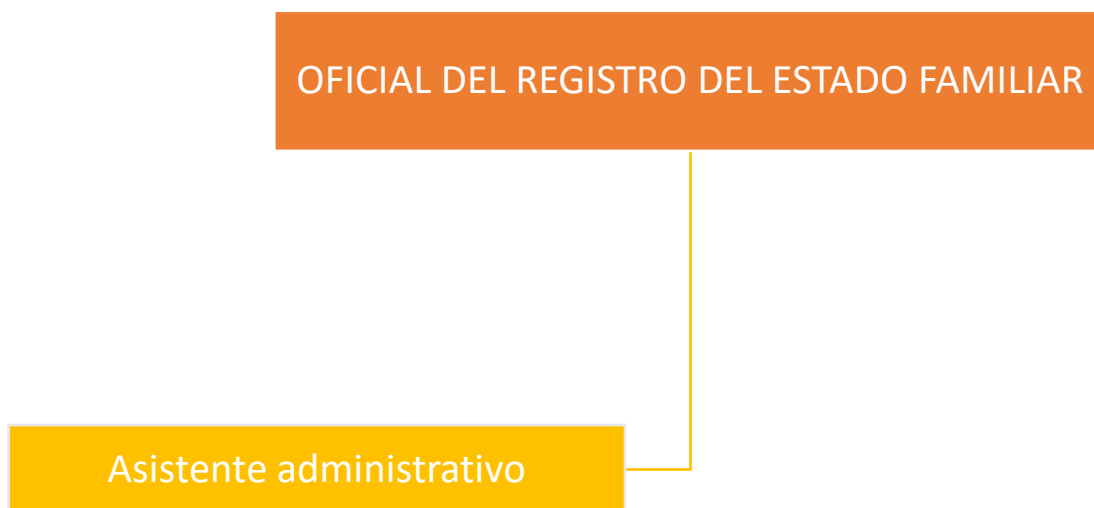 OFICIAL DEL REGISTRO DEL ESTADO FAMILIAR
Asistente administrativo